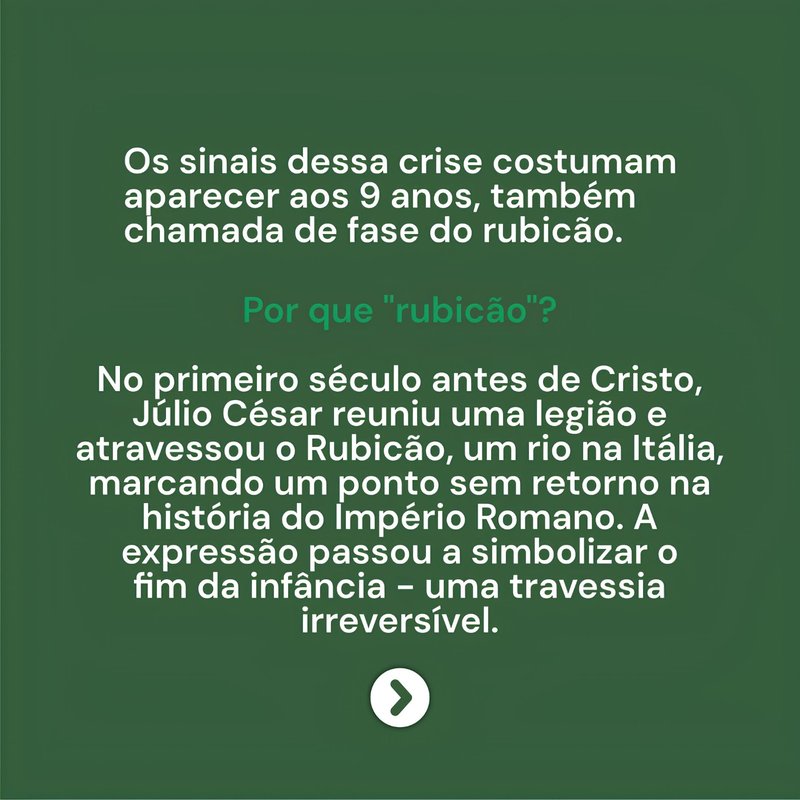 Os sinais dessa crise costumam
aparecer aos 9 anos, também
chamada de fase do rubicão.
Por que "rubicão"?
No primeiro século antes de Cristo,
Júlio César reuniu uma legião e
atravessou o Rubicão, um rio na Itália,
marcando um ponto sem retorno na
história do Império Romano. A
expressão passou a simbolizar o
fim da infância - uma travessia
irreversível.